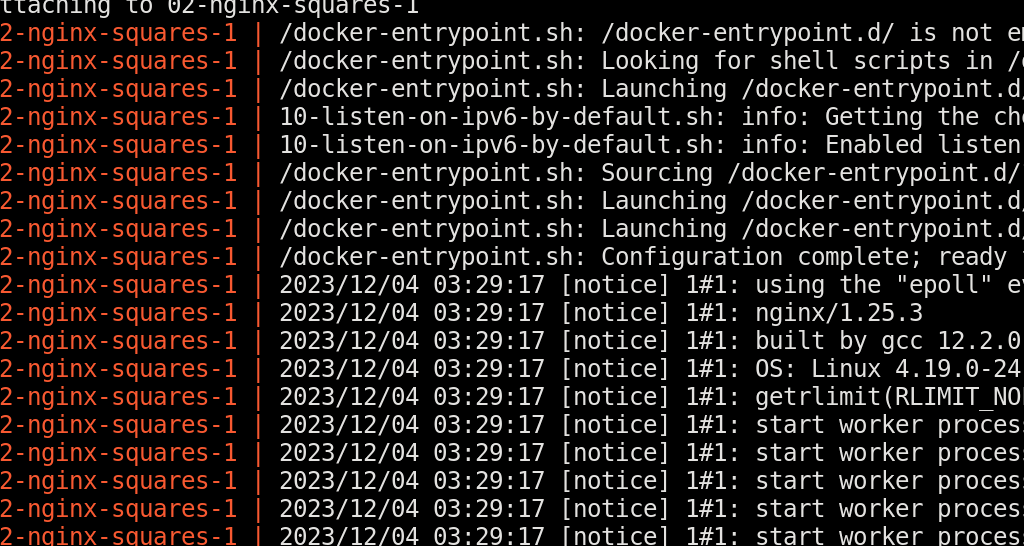 ttaching to 02-nginx-squares-1
2-nginx-squares-1 | /docker-entrypoint.sh: /docker-entrypoint.d/ is not
2-nginx-squares-1 | /docker-entrypoint.sh: Looking for shell scripts in
2-nginx-squares-1 | /docker-entrypoint.sh: Launching /docker-entrypoint.d
2-nginx-squares-1 | 10-listen-on-ipv6-by-default.sh: info: Getting the
2-nginx-squares-1 | 10-listen-on-ipv6-by-default.sh: info: Enabled listen
2-nginx-squares-1 | /docker-entrypoint.sh: Sourcing /docker-entrypoint.d/
2-nginx-squares-1 | /docker-entrypoint.sh: Launching /docker-entrypoint.d
2-nginx-squares-1 | /docker-entrypoint.sh: Launching /docker-entrypoint.d
2-nginx-squares-1 | /docker-entrypoint.sh: Configuration complete; ready
2-nginx-squares-1 | 2023/12/04 03:29:17 [notice] 1#1: using the "epoll"
2-nginx-squares-1 | 2023/12/04 03:29:17 [notice] 1#1: nginx/1.25.3
2-nginx-squares-1 | 2023/12/04 03:29:17 [notice] 1#1: built by gcc 12.2.0
2-nginx-squares-1 | 2023/12/04 03:29:17 [notice] 1#1: OS: Linux 4.19.0-24
2-nginx-squares-1 | 2023/12/04 03:29:17 [notice] 1#1: getrlimit(RLIMIT_NO
2-nginx-squares-1 | 2023/12/04 03:29:17 [notice] 1#1: start worker proces
2-nginx-squares-1 | 2023/12/04 03:29:17 [notice] 1#1: start worker proces
2-nginx-squares-1 | 2023/12/04 03:29:17 [notice] 1#1: start worker proces
2-nginx-squares-1 | 2023/12/04 03:29:17 [notice] 1#1: start worker proces
2-nginx-squares-1 | 2023/12/04 03:29:17 [notice] 1#1: start worker proces